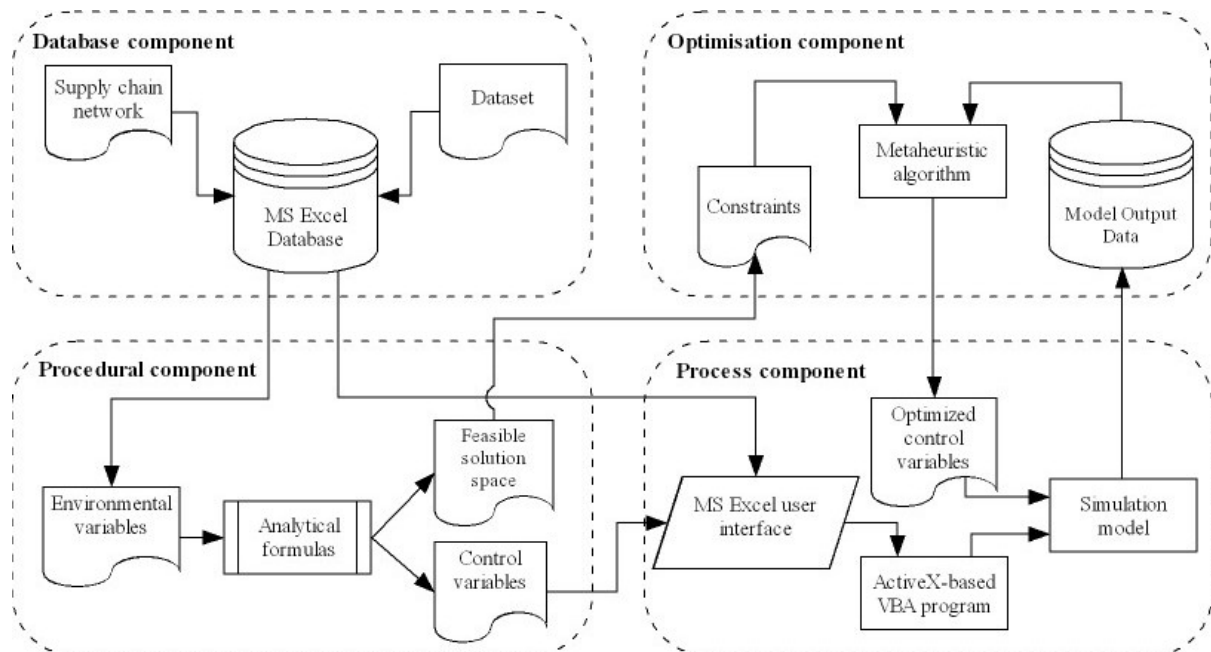 Database component
Supply chain
network
Dataset
MS Excel
Database
Optimisation component
Metaheuristic
algorithm
Constraints
Model Output
Data
Procedural component
Environmental
variables
Analytical
formulas
Feasible
solution
space
Control
variables
Process component
Optimized
control
variables
MS Excel user
interface
Simulation
model
ActiveX-based
VBA program